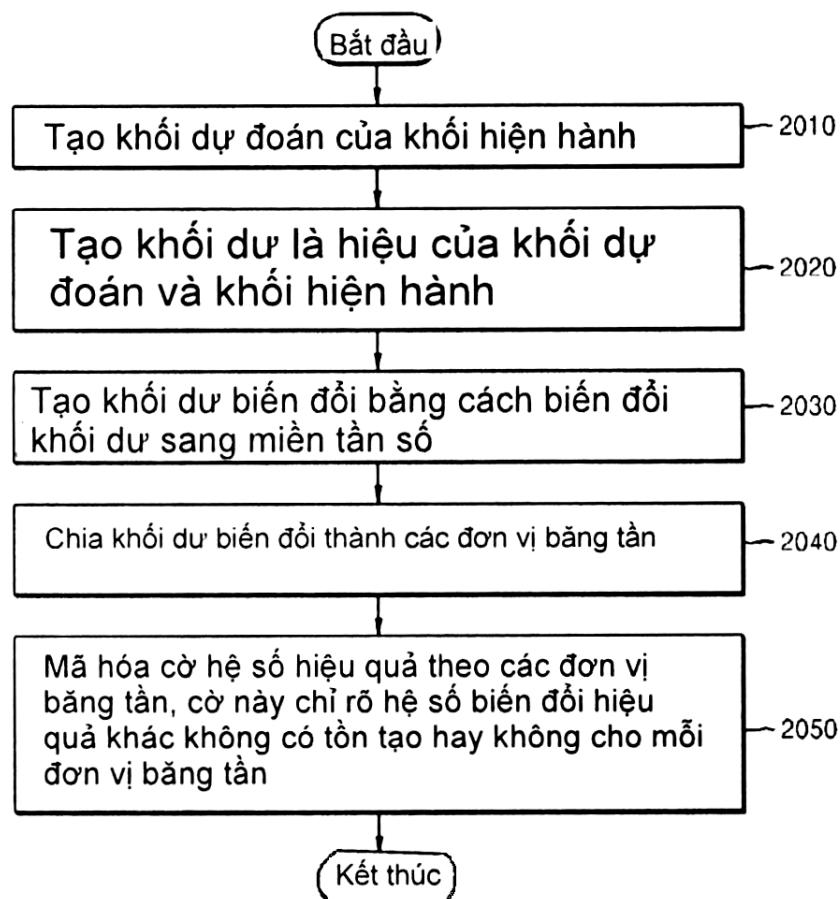 Bắt đầu
Tạo khối dự đoán của khối hiện hành
2010
Tạo khối dư là hiệu của khối dự
đoán và khối hiện hành
2020
Tạo khối dư biến đổi bằng cách biến đổi
khối dư sang miền tần số
2030
Chia khối dư biến đổi thành các đơn vị băng tần
2040
Mã hóa cờ hệ số hiệu quả theo các đơn vị
băng tần, cờ này chỉ rõ hệ số biến đổi hiệu
quả khác không có tồn tạo hay không cho mỗi
đơn vị băng tần
2050
Kết thúc